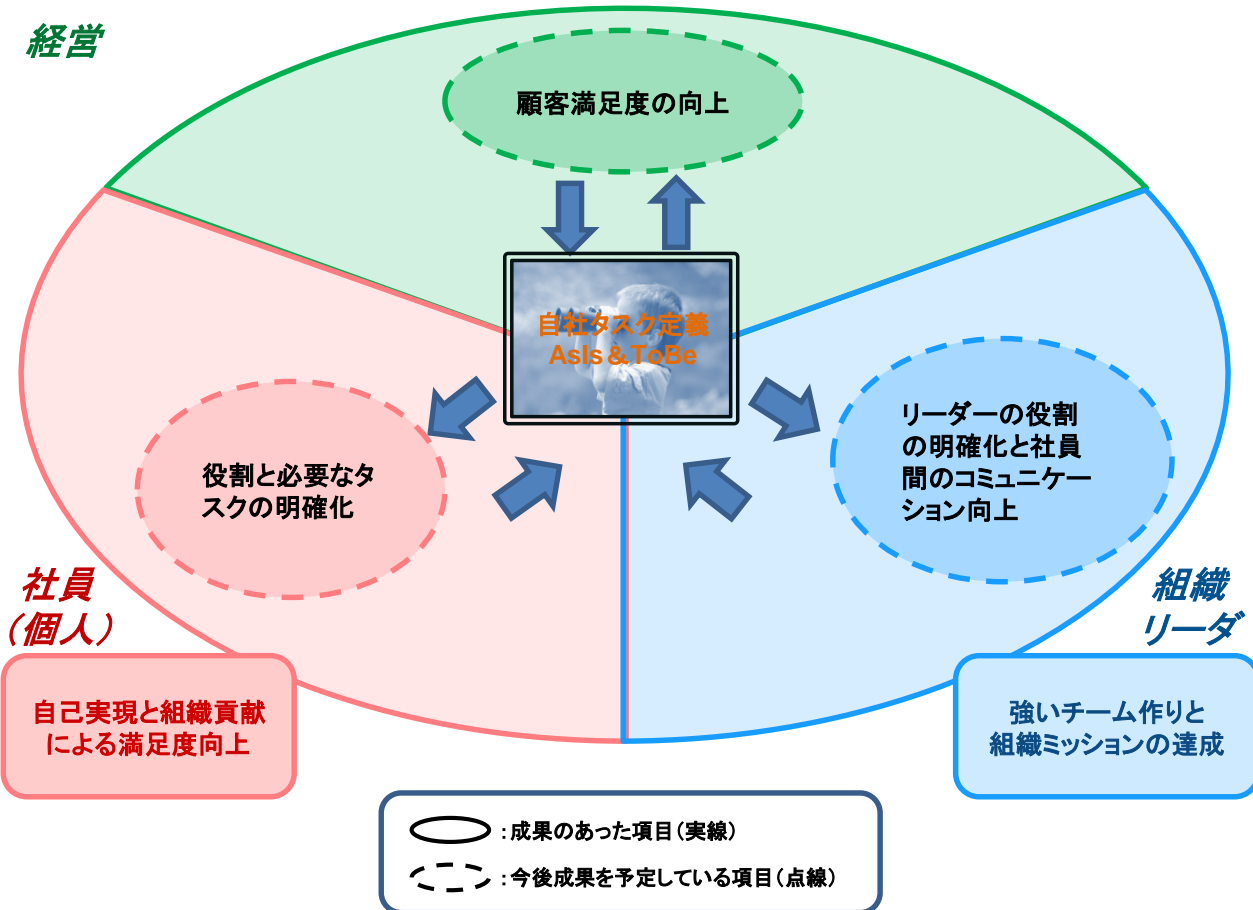 経営
顧客満足度の向上
自社タスク定義
AsIs＆ToBe
役割と必要なタ
スクの明確化
リーダーの役割
の明確化と社員
間のコミュニケー
ション向上
社員
（個人）
組織
リーダ
自己実現と組織貢献
による満足度向上
強いチーム作りと
組織ミッションの達成
：成果のあった項目（実線）
：今後成果を予定している項目（点線）